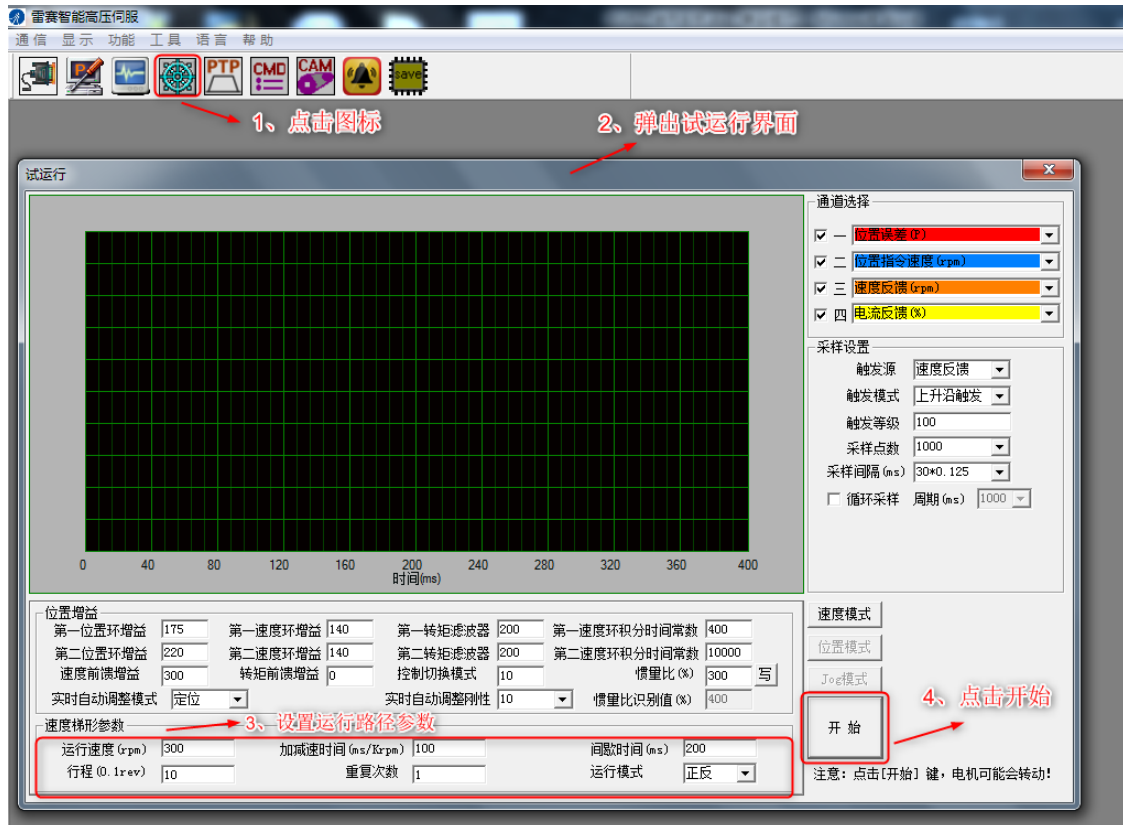 雷赛智能高压伺服
通信 显示 功能 工具 语言 帮助
PTP CMD CAM save
1、点击图标
2、弹出试运行界面
试运行
通道选择
一 位置误差(P)
二 位置指令速度(rpm)
三 速度反馈(rpm)
四 电流反馈(%)
采样设置
触发源 速度反馈
触发模式 上升沿触发
触发等级 100
采样点数 1000
采样间隔(ms) 30*0.125
循环采样 周期(ms) 1000
0 40 80 120 160 200 240 280 320 360 400
时间(ms)
位置增益
第一位置环增益 175 第一速度环增益 140 第一转矩滤波器 200 第一速度环积分时间常数 400
第二位置环增益 220 第二速度环增益 140 第二转矩滤波器 200 第二速度环积分时间常数 10000
速度前馈增益 300 转矩前馈增益 0 控制切换模式 10 惯量比(%) 300 写
实时自动调整模式 定位 实时自动调整刚性 10 惯量比识别值(%) 400
速度模式
位置模式
Jog模式
4、点击开始
开 始
注意：点击[开始] 键，电机可能会转动!
速度梯形参数
3、设置运行路径参数
运行速度(rpm) 300 加减速时间(ms/Krpm) 100 间歇时间(ms) 200
行程(0.1rev) 10 重复次数 1 运行模式 正反